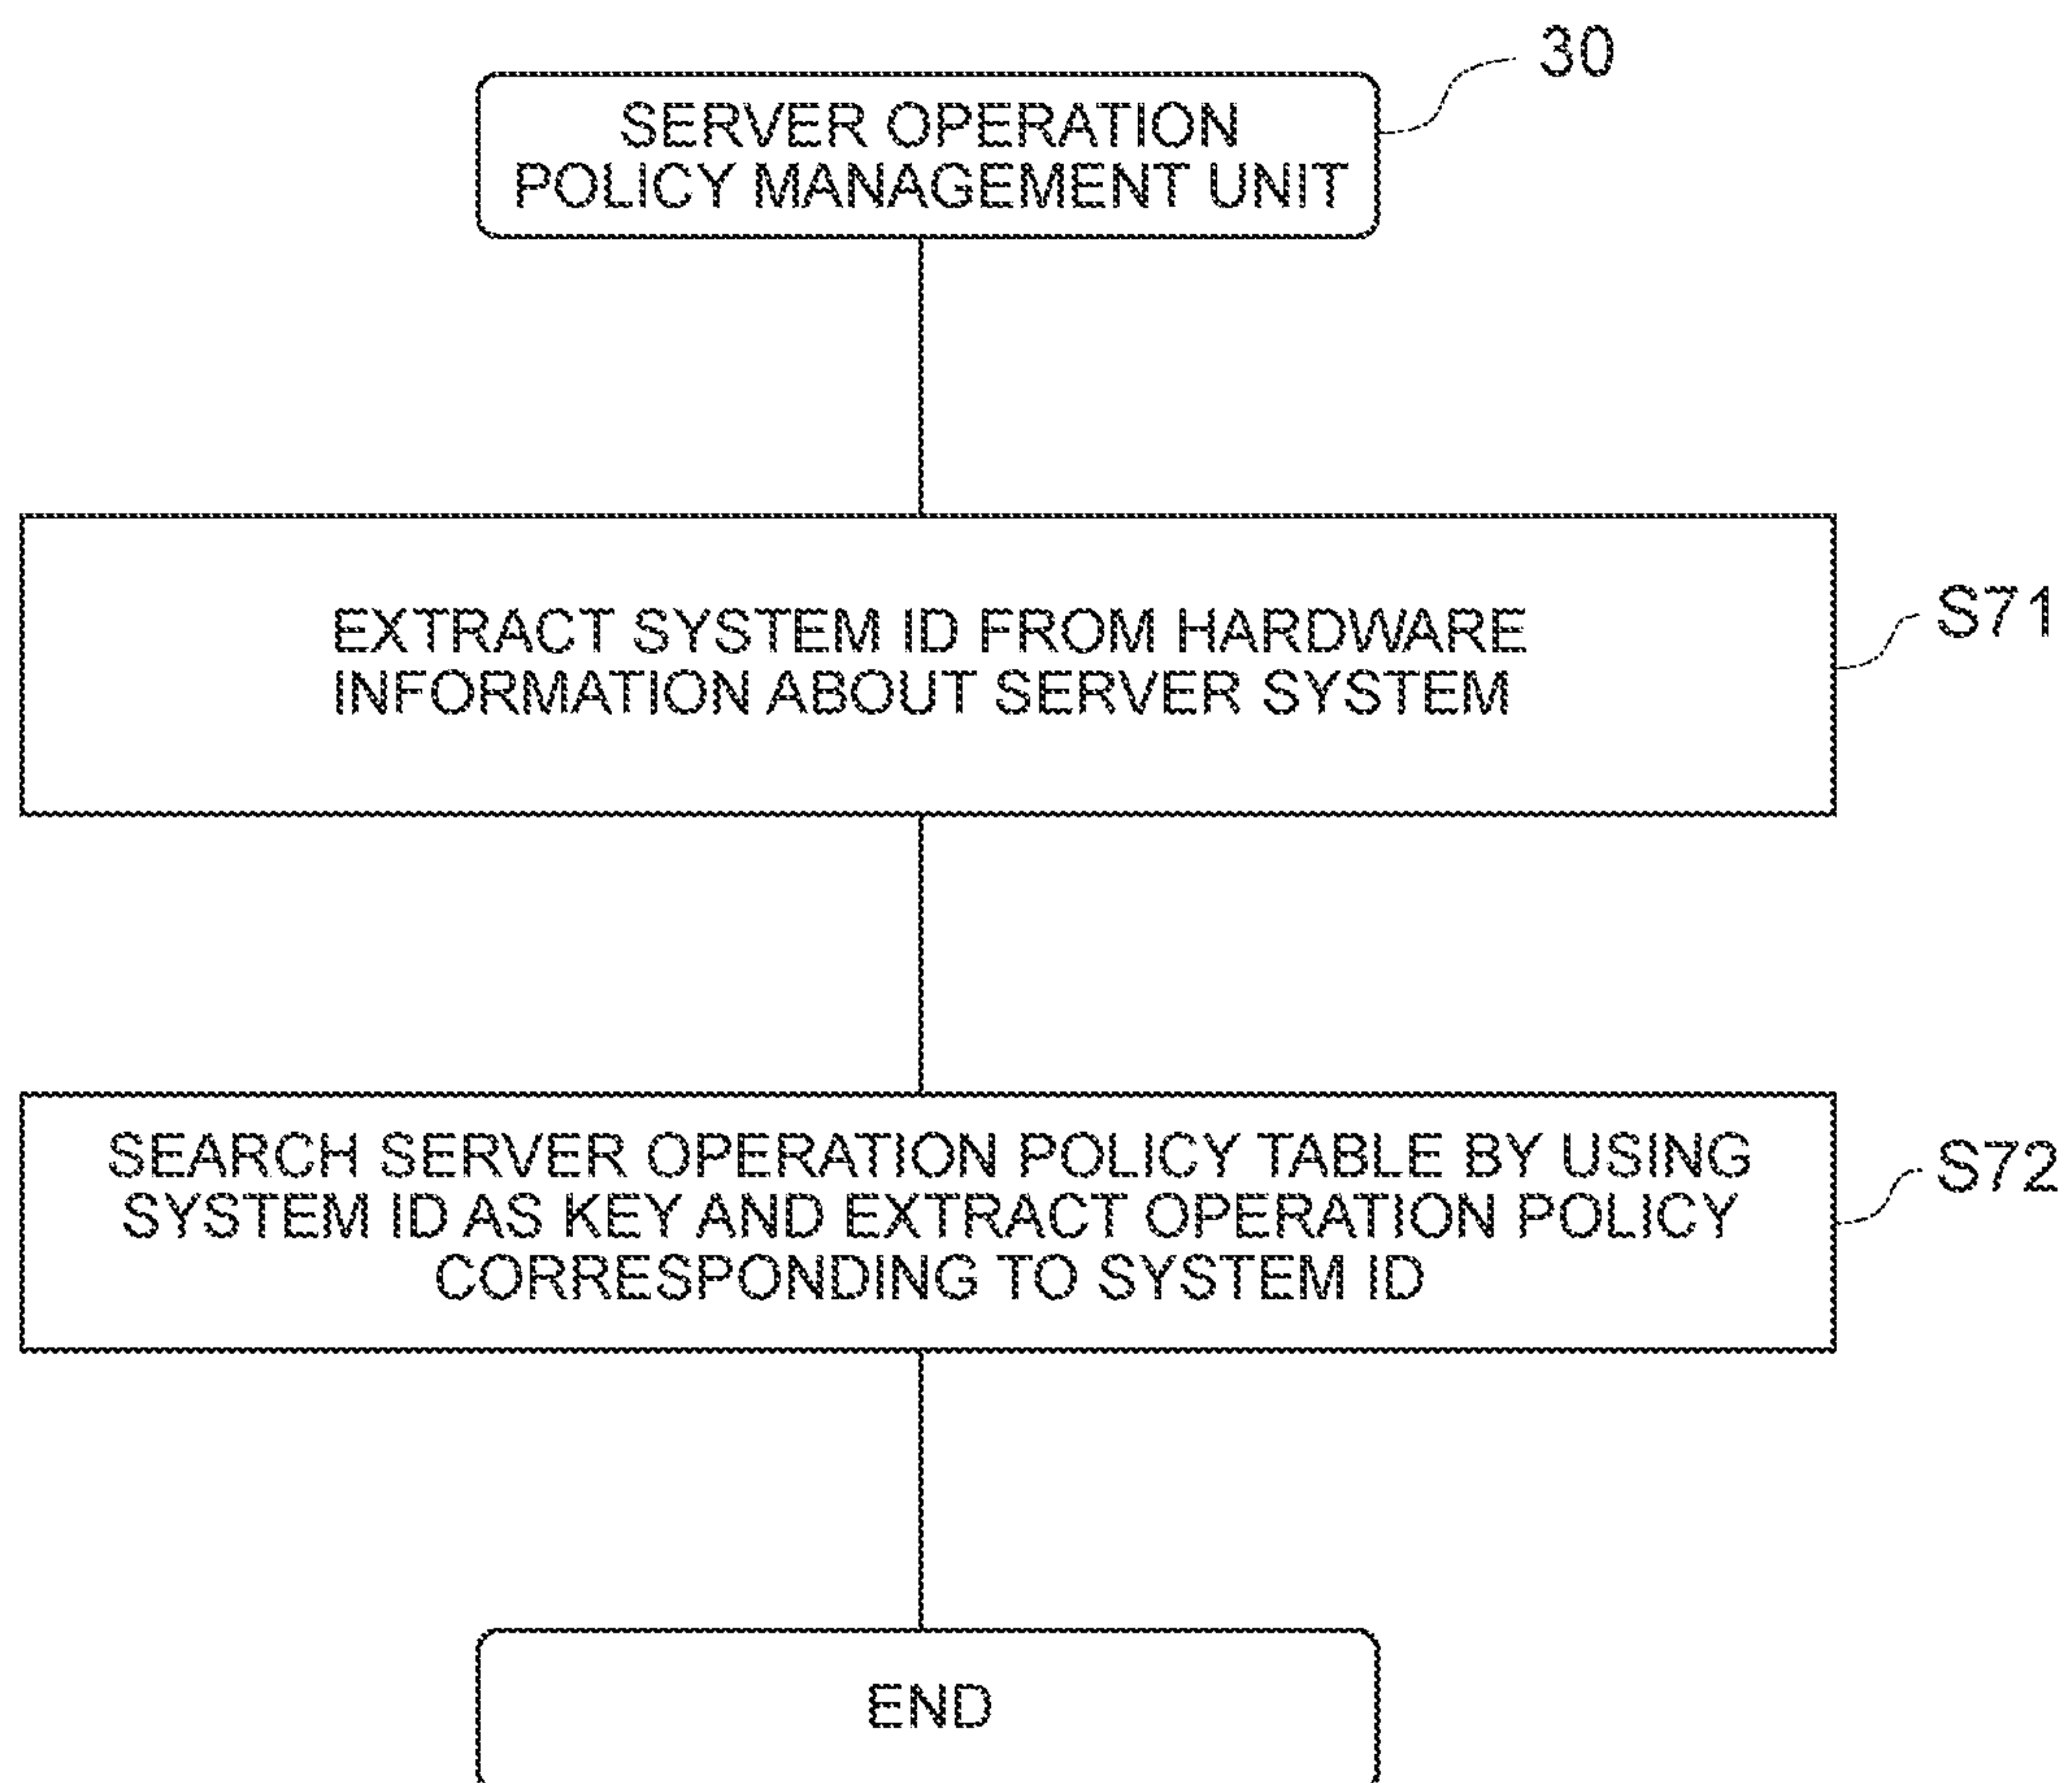 30
SERVER OPERATION
POLICY MANAGEMENT UNIT
EXTRACT SYSTEM ID FROM HARDWARE
INFORMATION ABOUT SERVER SYSTEM
S71
SEARCH SERVER OPERATION POLICY TABLE BY USING
SYSTEM ID AS KEY AND EXTRACT OPERATION POLICY
CORRESPONDING TO SYSTEM ID
S72
END